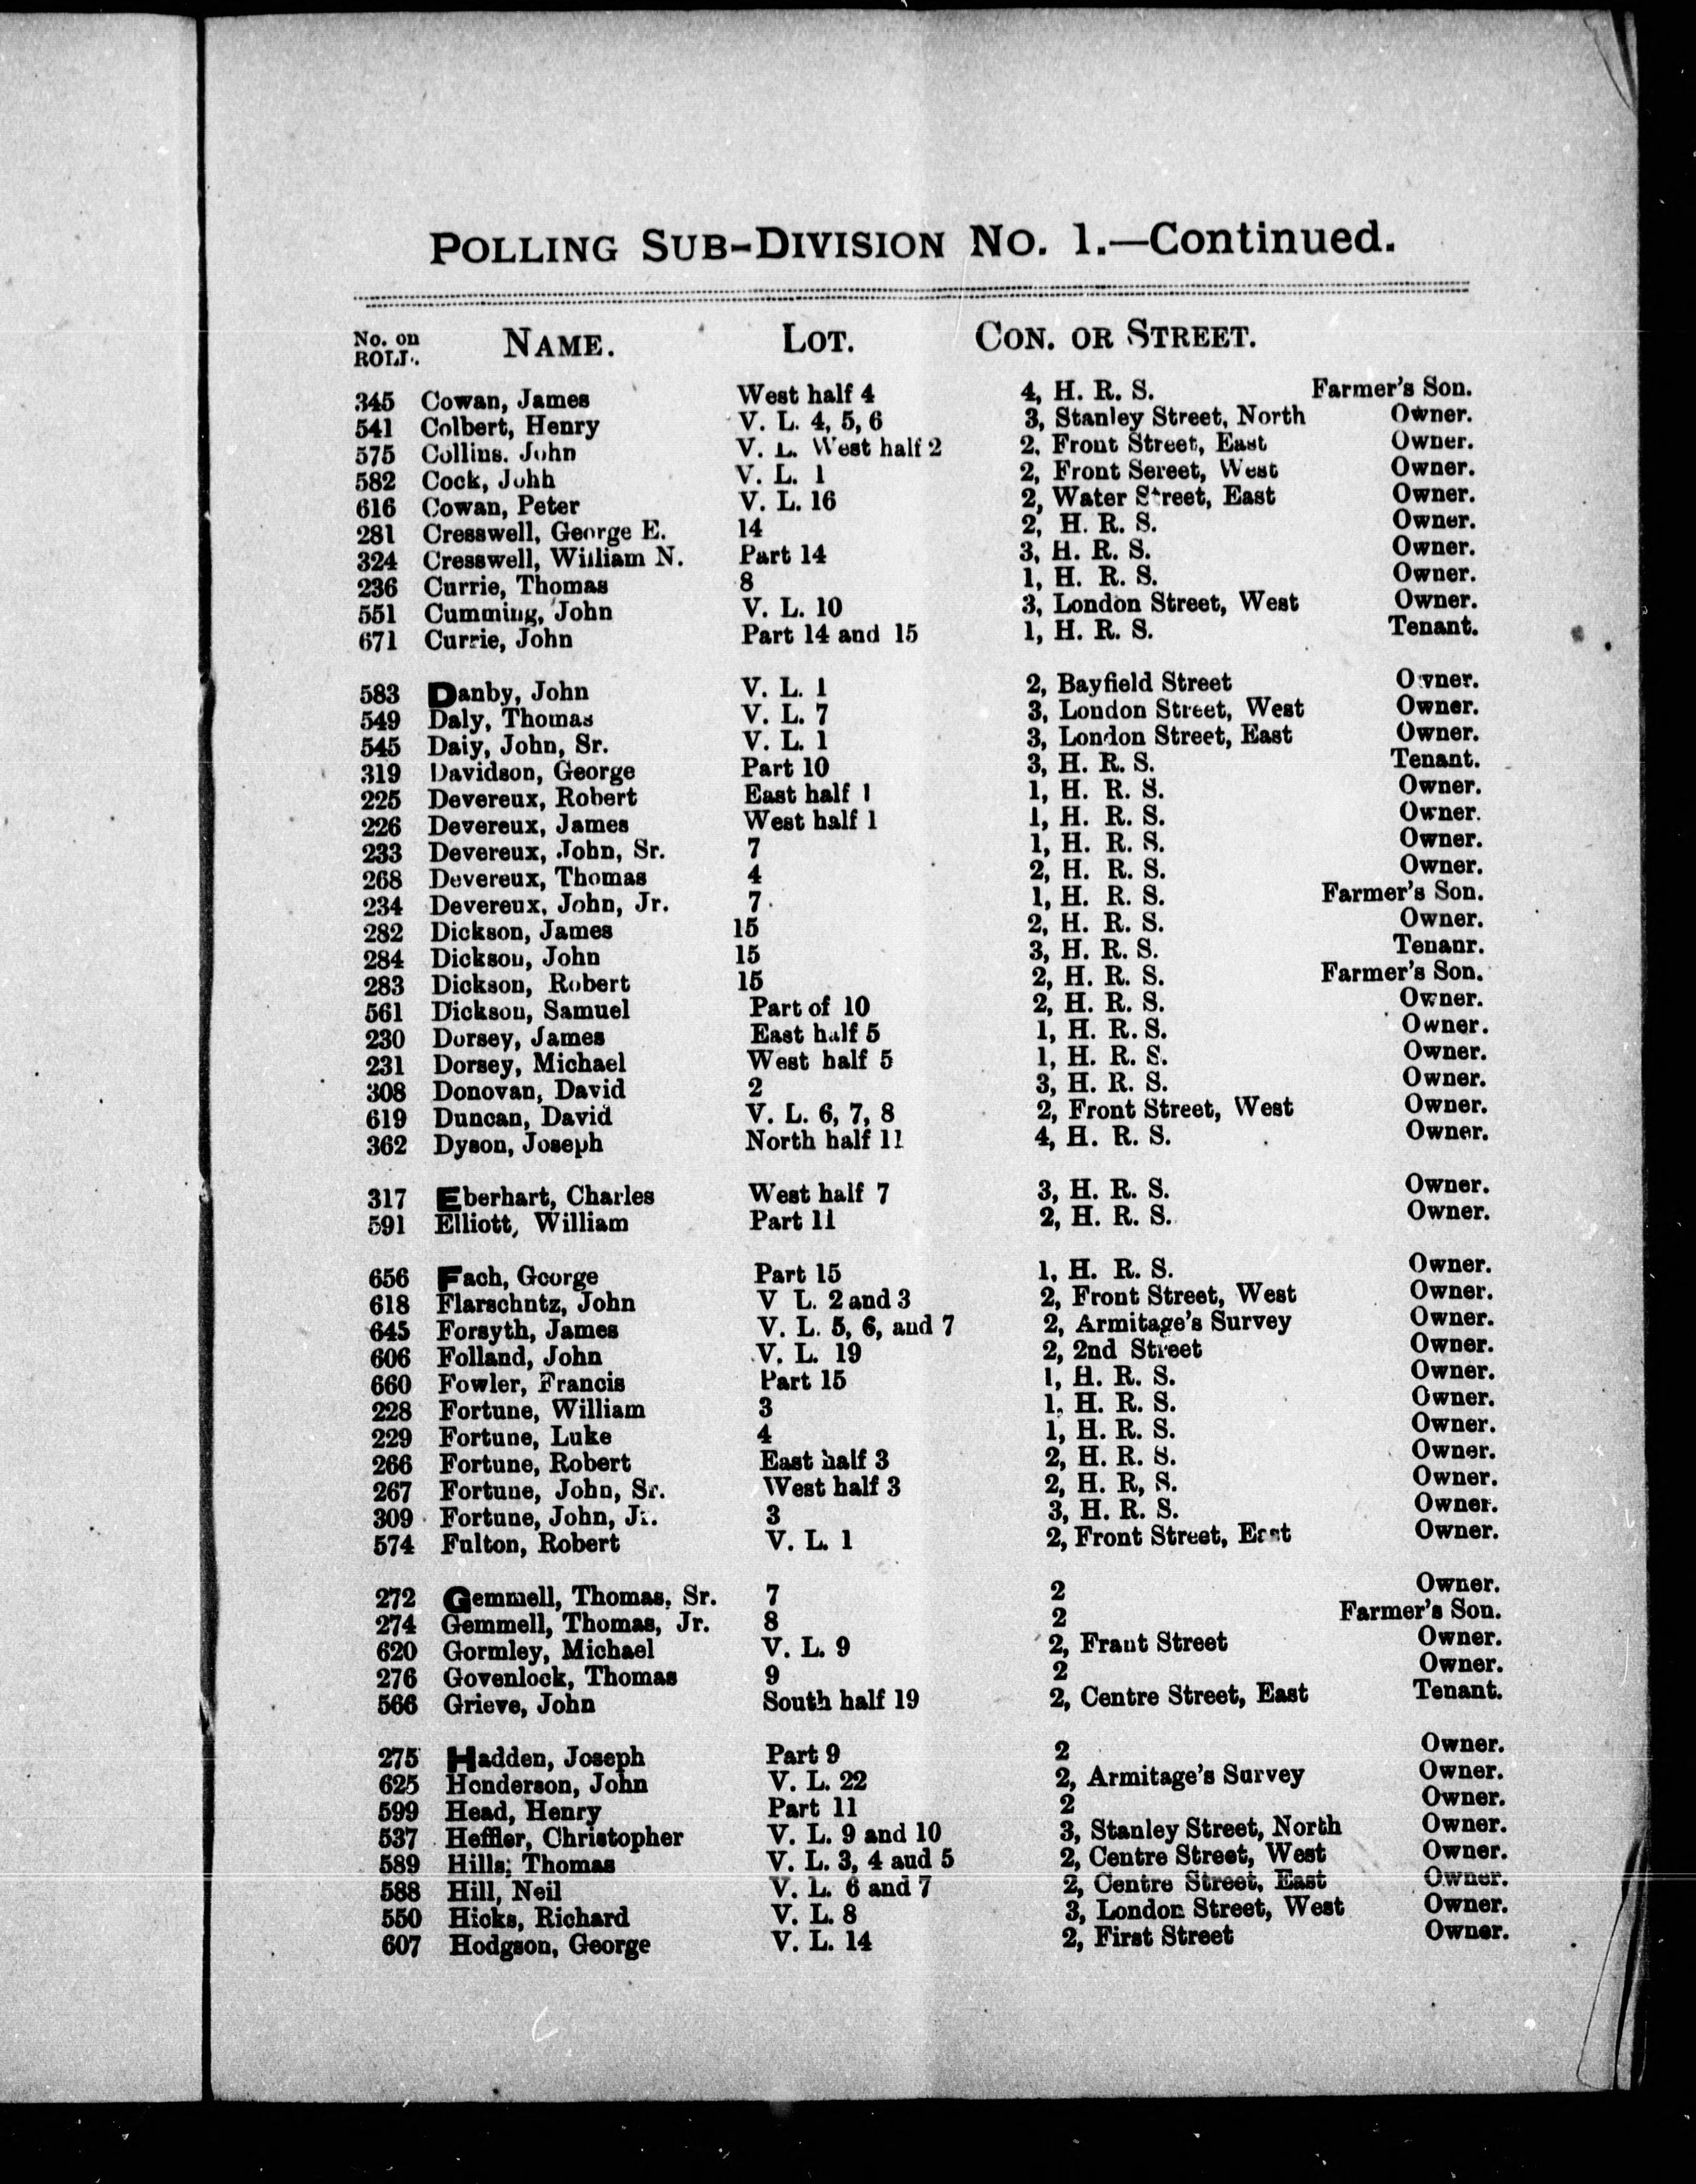 POLLING SUB-DIVISION NO. 1.—Continued.
No. on ROLL. NAME. LOT. CON. OR STREET.
345 Cowan, James West half 4 4, H. R. S. Farmer's Son.
541 Colbert, Henry V. L. 4, 5, 6 3, Stanley Street, North Owner.
575 Collins. John V. L. West half 2 2. Front Street, East Owner.
582 Cock, Johh V. L. 1 2, Front Sereet, West Owner.
616 Cowan, Peter V. L. 16 2, Water Street, East Owner.
281 Cresswell, George E. 14 2, H. R. S. Owner.
324 Cresswell, William N. Part 14 3, H. R. S. Owner.
236 Currie, Thomas 8 1, H. R. S. Owner.
551 Cumming, John V. L. 10 3, London Street, West Owner.
671 Currie, John Part 14 and 15 1, H. R. S. Tenant.
583 Danby, John V. L. 1 2, Bayfield Street Owner.
549 Daly, Thomas V. L. 7 3, London Street, West Owner.
545 Daiy, John, Sr. V. L. 1 3, London Street, East Owner.
319 Davidson, George Part 10 3, H. R. S. Tenant.
225 Devereux, Robert East half 1 1, H. R. S. Owner.
226 Devereux, James West half 1 1, H. R. S. Owner.
233 Devereux, John, Sr. 7 1, H. R. S. Owner.
268 Devereux, Thomas 4 2, H. R. S. Owner.
234 Devereux, John, Jr. 7 1, H. R. S. Farmer's Son.
282 Dickson, James 15 2, H. R. S. Owner.
284 Dickson, John 15 3, H. R. S. Tenanr.
283 Dickson, Robert 15 2, H. R. S. Farmer's Son.
561 Dickson, Samuel Part of 10 2, H. R. S. Owner.
230 Dorsey, James East half 5 1, H. R. S. Owner.
231 Dorsey, Michael West half 5 1, H. R. S. Owner.
308 Donovan, David 2 3, H. R. S. Owner.
619 Duncan, David V. L. 6, 7, 8 2, Front Street, West Owner.
362 Dyson, Joseph North half 11 4, H. R. S. Owner.
317 Eberhart, Charles West half 7 3, H. R. S. Owner.
591 Elliott, William Part 11 2, H. R. S. Owner.
656 Fach, George Part 15 1, H. R. S. Owner.
618 Flarschntz, John V L. 2 and 3 2, Front Street, West Owner.
645 Forsyth, James V. L. 5, 6, and 7 2, Armitage's Survey Owner.
606 Folland, John V. L. 19 2, 2nd Street Owner.
660 Fowler, Francis Part 15 1, H. R. S. Owner.
228 Fortune, William 3 1, H. R. S. Owner.
229 Fortune, Luke 4 1, H. R. S. Owner.
266 Fortune, Robert East half 3 2, H. R. S. Owner.
267 Fortune, John, Sr. West half 3 2, H. R, S. Owner.
309 Fortune, John, Jr. 3 3, H. R. S. Owner.
574 Fulton, Robert V. L. 1 2, Front Street, East Owner.
272 Gemmell, Thomas, Sr. 7 2 Owner.
274 Gemmell, Thomas, Jr. 8 2 Farmer's Son.
620 Gormley, Michael V. L. 9 2, Fraut Street Owner.
276 Govenlock, Thomas 9 2 Owner.
566 Grieve, John South half 19 2, Centre Street, East Tenant.
275 Hadden, Joseph Part 9 2 Owner.
625 Henderson, John V. L. 22 2, Armitage's Survey Owner.
599 Head, Henry Part 11 2 Owner.
537 Heffler, Christopher V. L. 9 and 10 3, Stanley Street, North Owner.
589 Hills; Thomas V. L. 3, 4 aud 5 2, Centre Street, West Owner.
588 Hill, Neil V. L. 6 and 7 2, Centre Street, East Owner.
550 Hicks, Richard V. L. 8 3, London Street, West Owner.
607 Hodgson, George V. L. 14 2, First Street Owner.